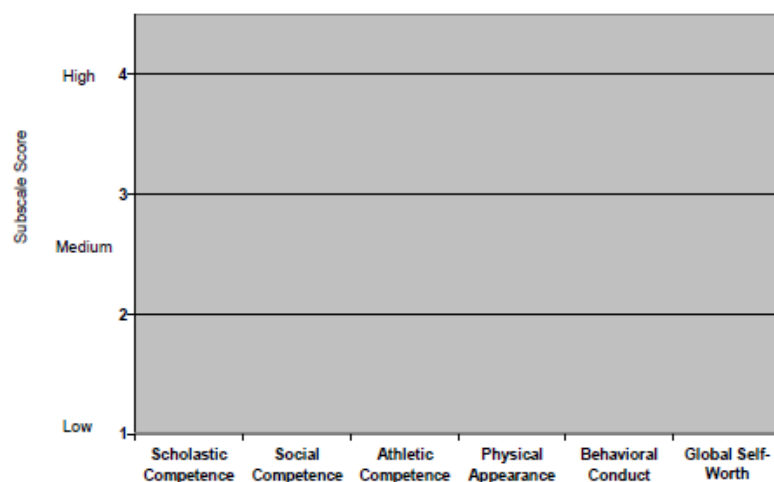 High
4
Subscale Score
3
Medium
2
Low
1
Scholastic Competence
Social Competence
Athletic Competence
Physical Appearance
Behavioral Conduct
Global Self-Worth